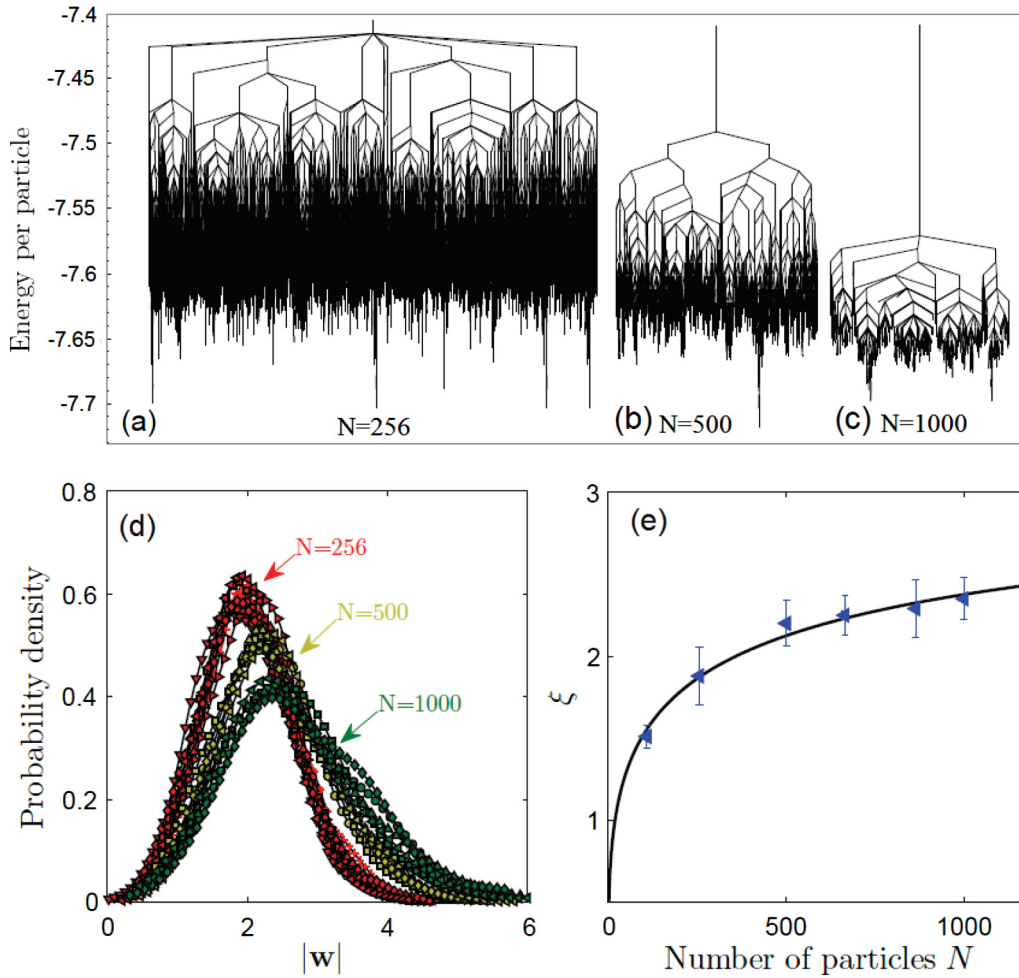 -7.4
-7.45
-7.5
-7.55
-7.6
-7.65
-7.7
Energy per particle
(a)
N=256
(b) N=500
(c) N=1000
(d)
0.8
0.6
0.4
0.2
0
Probability density
N=256
N=500
N=1000
0 2 4 6
|w|
(e)
3
2
1
ξ
0 500 1000
Number of particles N